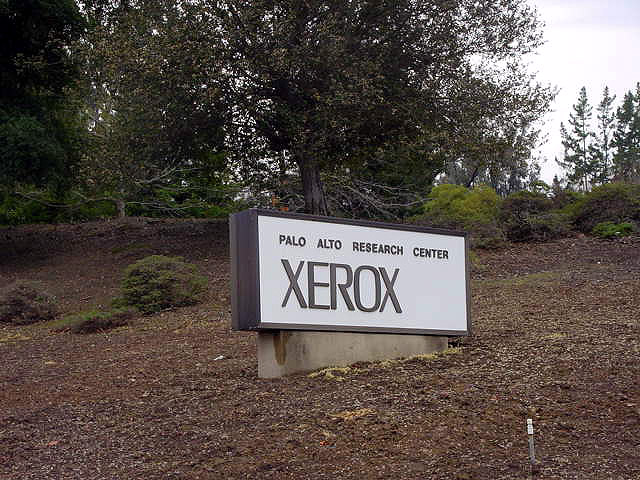 PALO ALTO RESEARCH CENTER
XEROX